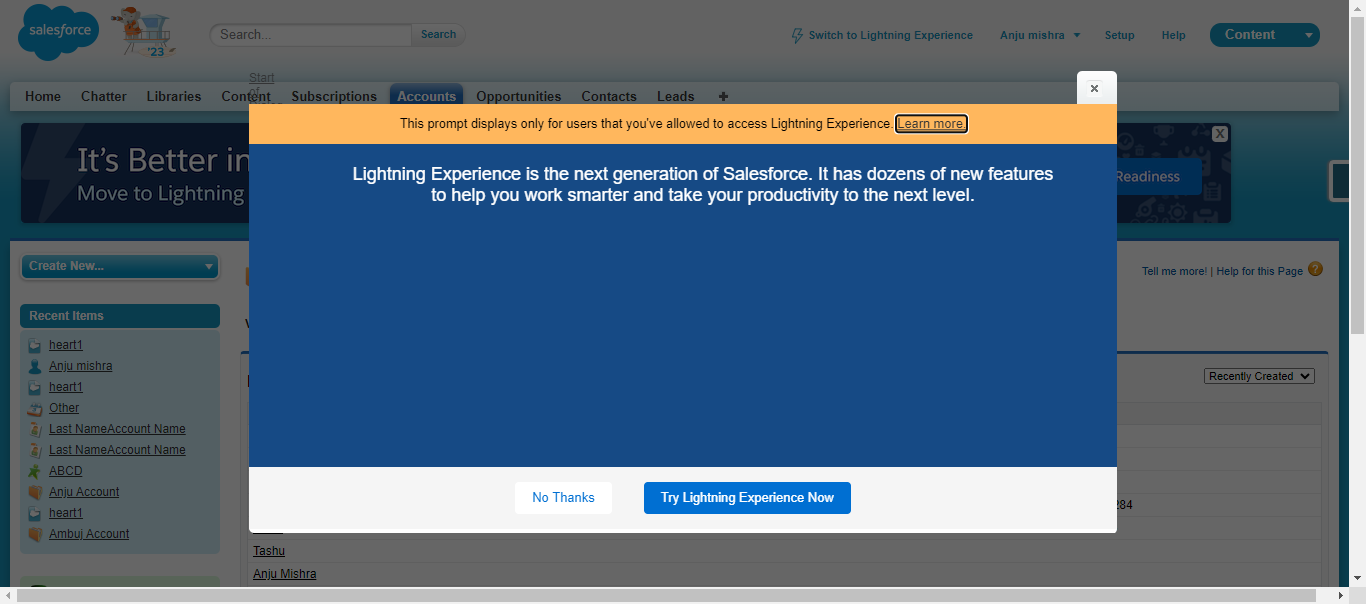 salesforce
'23
Search...
Search
Switch to Lightning Experience
Anju mishra
Setup
Help
Content
Start
of
Home
Chatter
Libraries
Content
Subscriptions
Accounts
Opportunities
Contacts
Leads
+
x
This prompt displays only for users that you've allowed to access Lightning Experience. Learn more.
It's Better in
Move to Lightning
Readiness
X
Lightning Experience is the next generation of Salesforce. It has dozens of new features
to help you work smarter and take your productivity to the next level.
Create New...
Tell me more! | Help for this Page
?
Recent Items
heart1
Anju mishra
heart1
Other
Last NameAccount Name
Last NameAccount Name
ABCD
Anju Account
heart1
Ambuj Account
Recently Created
284
No Thanks
Try Lightning Experience Now
Tashu
Anju Mishra